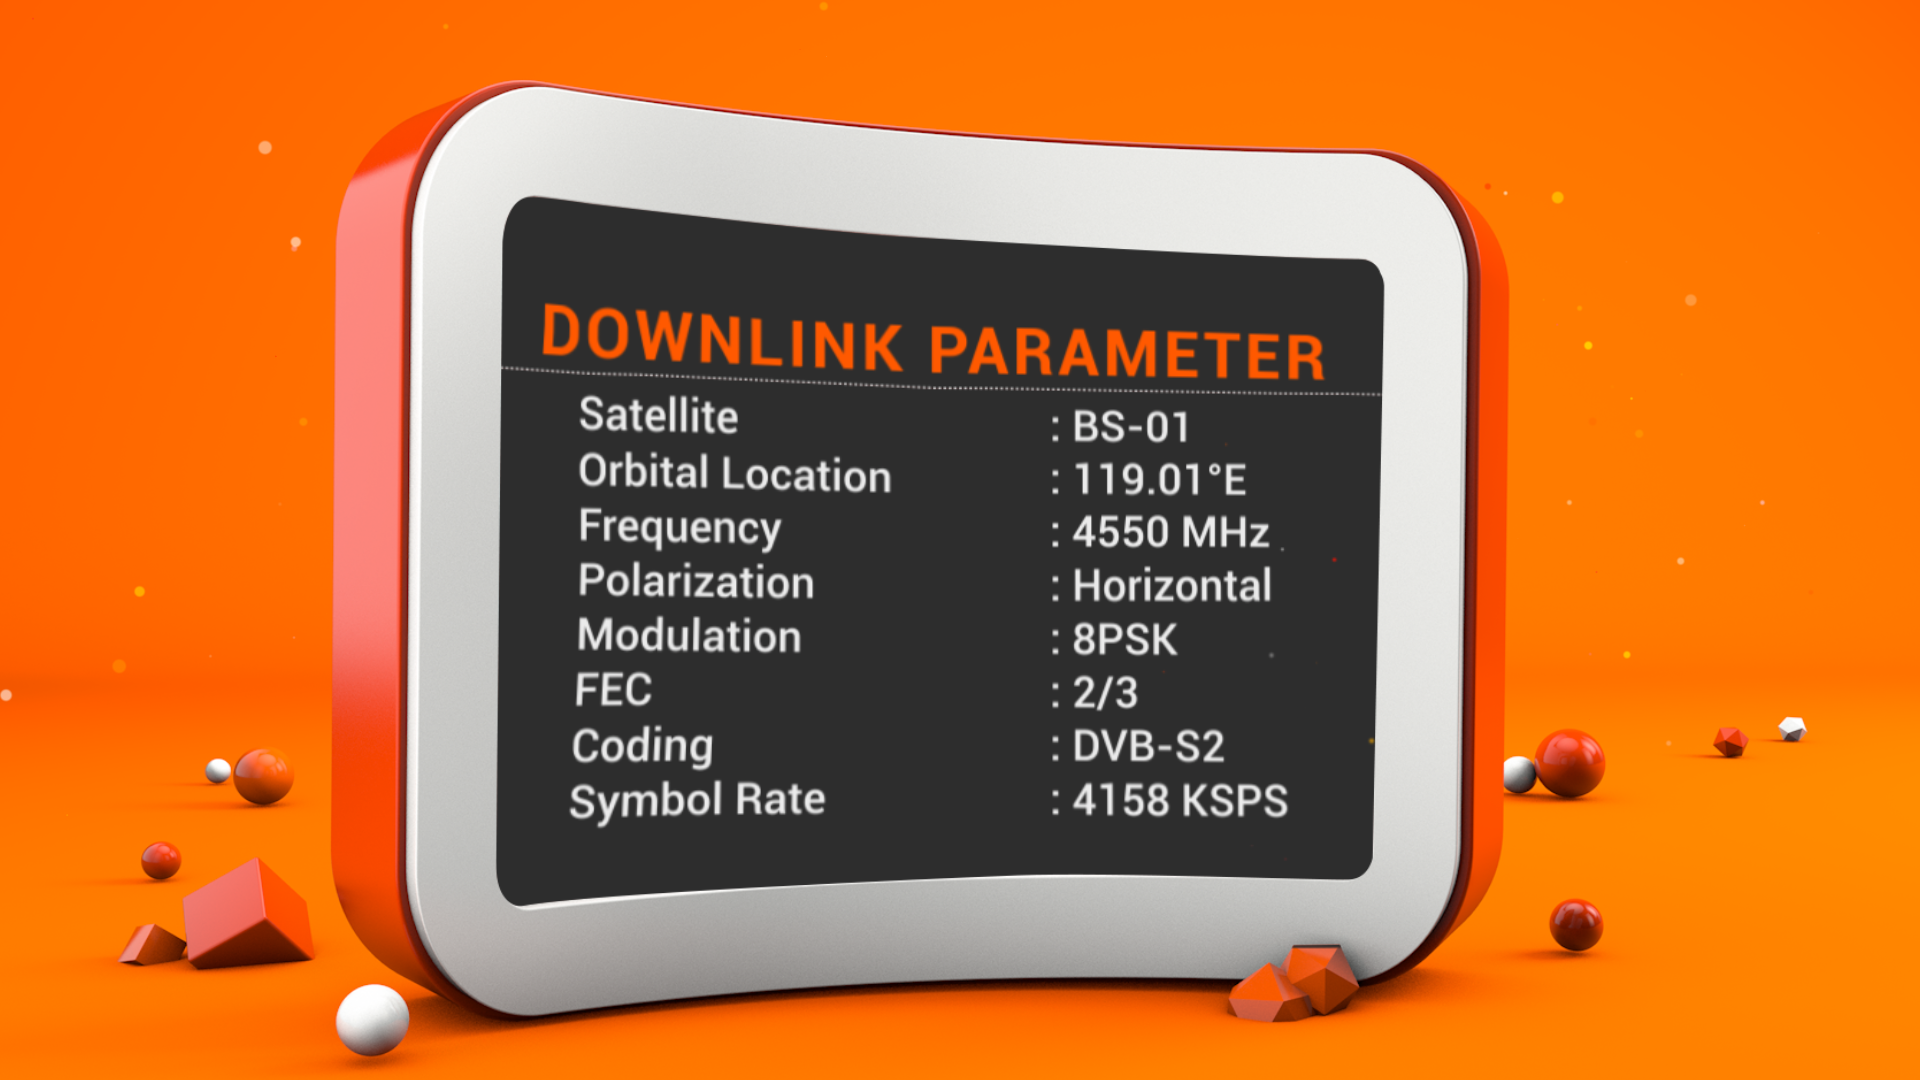 DOWNLINK PARAMETER
Satellite : BS-01
Orbital Location : 119.01°E
Frequency : 4550 MHz
Polarization : Horizontal
Modulation : 8PSK
FEC : 2/3
Coding : DVB-S2
Symbol Rate : 4158 KSPS